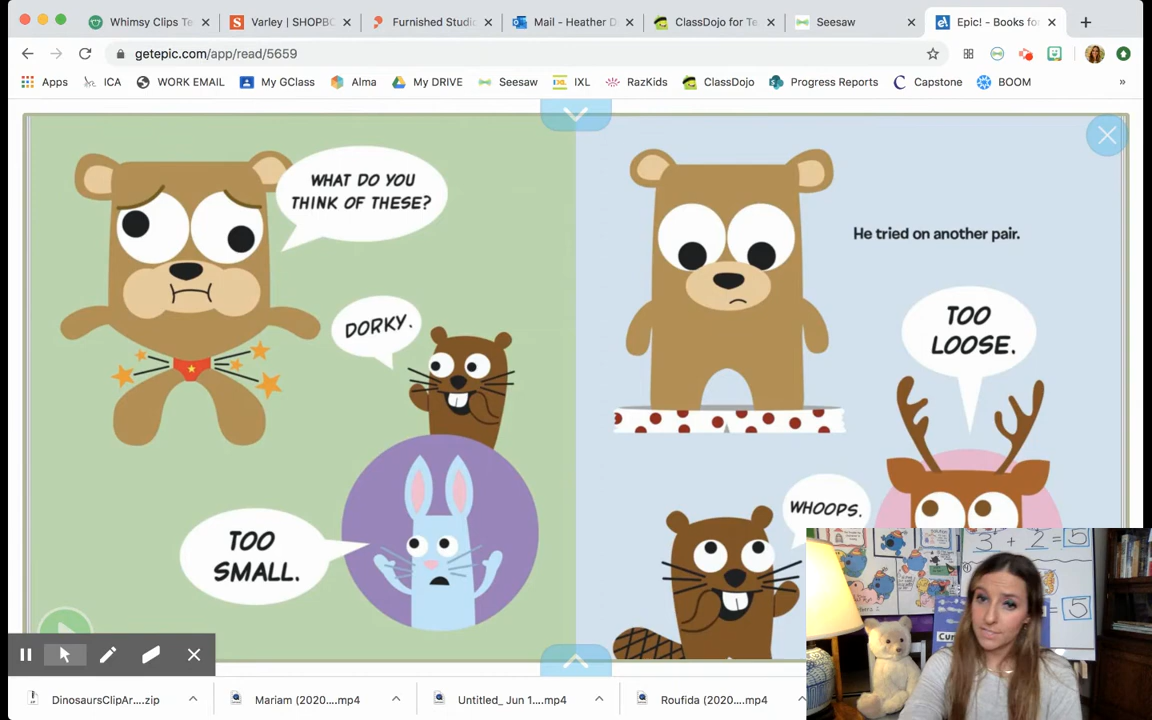 Whimsy Clips Te
Varley | SHOPBO
Furnished Studio
Mail - Heather D
ClassDojo for Te
Seesaw
Epic! - Books fo
getepic.com/app/read/5659
Apps
ICA
WORK EMAIL
My GClass
Alma
My DRIVE
Seesaw
IXL
RazKids
ClassDojo
Progress Reports
Capstone
BOOM
WHAT DO YOU
THINK OF THESE?
DORKY.
TOO
SMALL.
He tried on another pair.
TOO
LOOSE.
WHOOPS.
3 + 2 = 5
5
DinosaursClipAr....zip
Mariam (2020....mp4
Untitled_ Jun 1....mp4
Roufida (2020....mp4